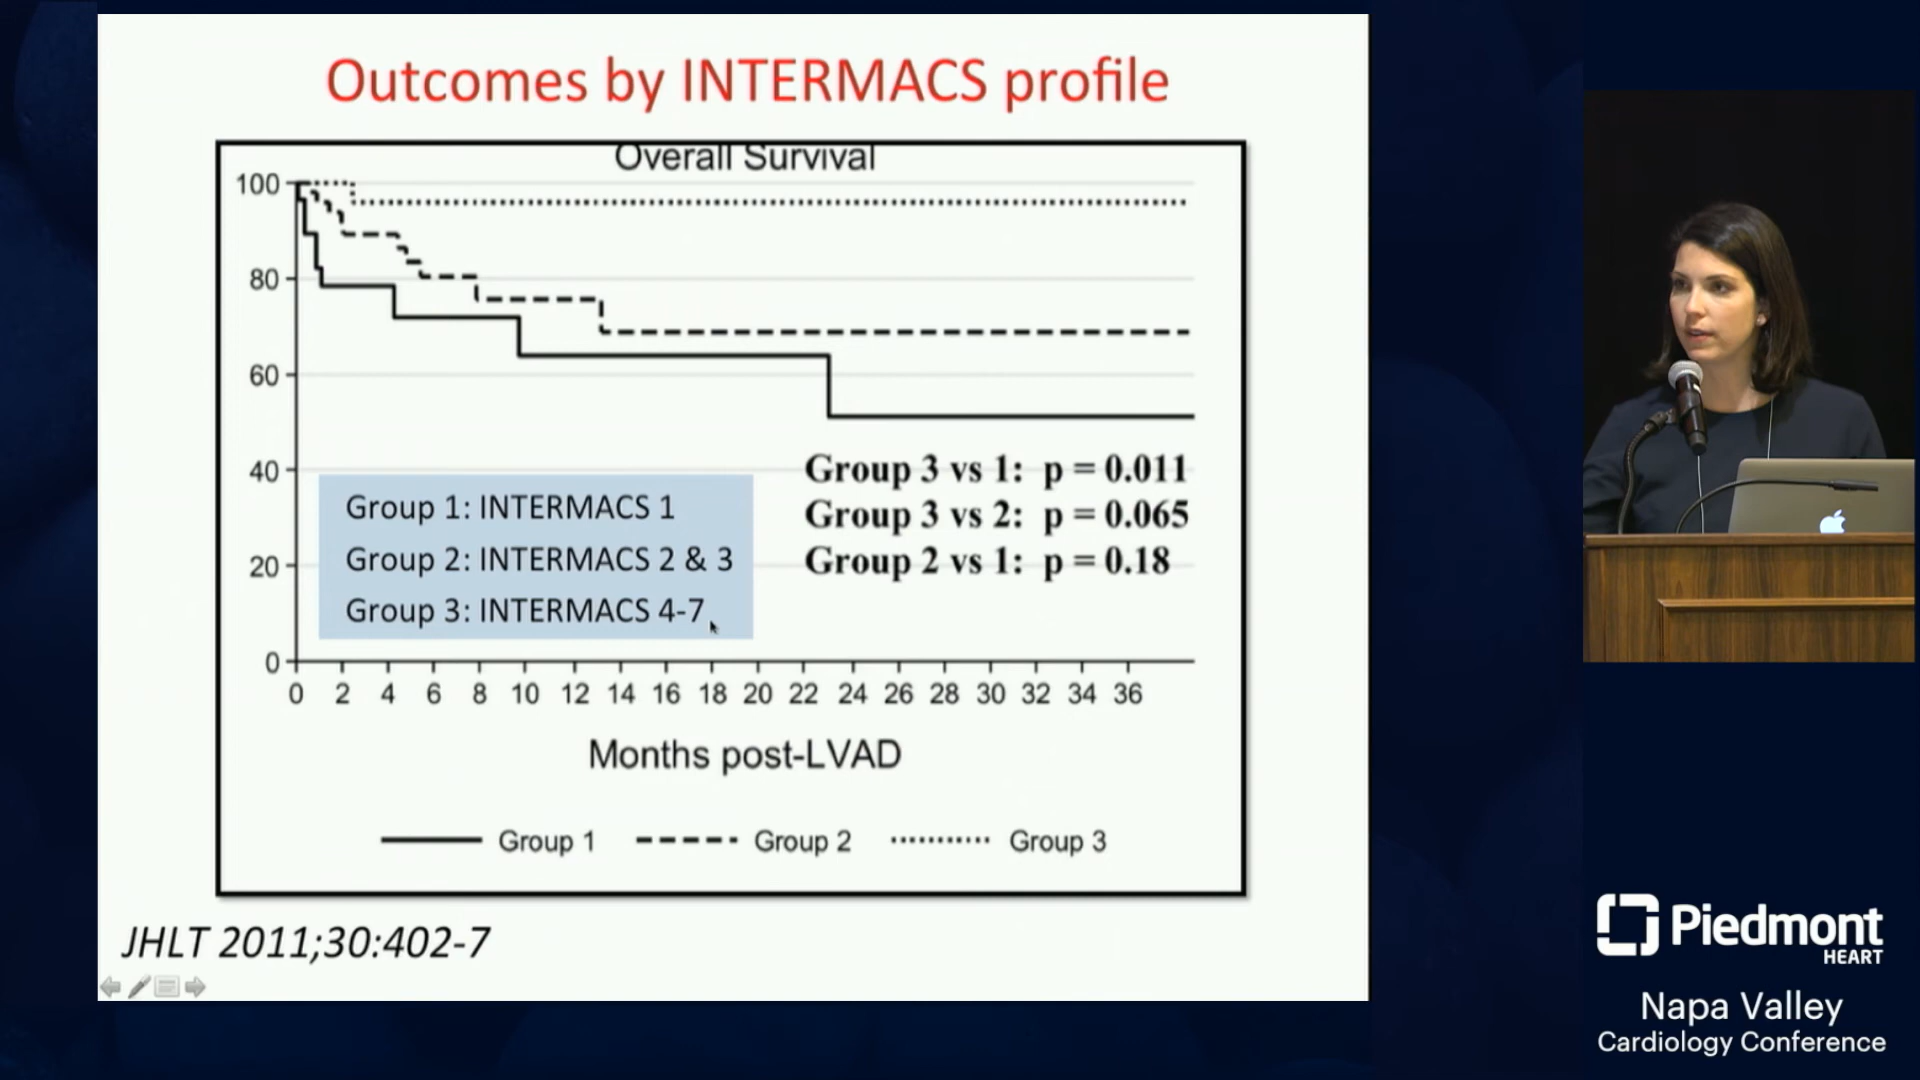 Outcomes by INTERMACS profile
Overall Survival
100
80
60
40
20
0
Group 3 vs 1: p = 0.011
Group 3 vs 2: p = 0.065
Group 2 vs 1: p = 0.18
Group 1: INTERMACS 1
Group 2: INTERMACS 2 & 3
Group 3: INTERMACS 4-7
0 2 4 6 8 10 12 14 16 18 20 22 24 26 28 30 32 34 36
Months post-LVAD
Group 1 Group 2 Group 3
JHLT 2011;30:402-7
Piedmont
HEART
Napa Valley
Cardiology Conference